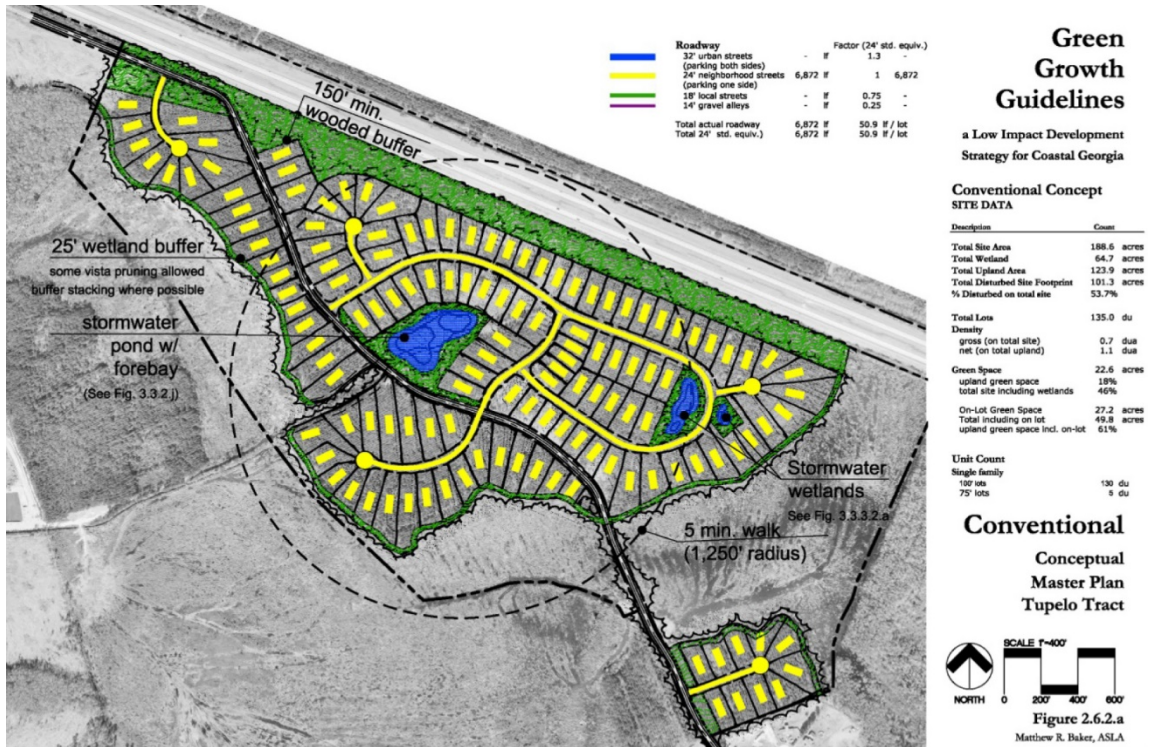 Roadway Factor (24' std. equiv.)
32' urban streets - lf 1.3 -
(parking both sides)
24' neighborhood streets 6,872 lf 1 6,872
(parking one side)
18' local streets - lf 0.75 -
14' gravel alleys - lf 0.25 -
Total actual roadway 6,872 lf 50.9 lf / lot
Total 24' std. equiv.) 6,872 lf 50.9 lf / lot
150' min.
wooded buffer
25' wetland buffer
some vista pruning allowed
buffer stacking where possible
stormwater
pond w/
forebay
(See Fig. 3.3.2 j)
Stormwater
wetlands
See Fig. 3.3.3.2.a
5 min. walk
(1,250' radius)
Green
Growth
Guidelines
a Low Impact Development
Strategy for Coastal Georgia
Conventional Concept
SITE DATA
Description Count
Total Site Area 188.6 acres
Total Wetland 64.7 acres
Total Upland Area 123.9 acres
Total Disturbed Site Footprint 101.3 acres
% Disturbed on total site 53.7%
Total Lots 135.0 du
Density
gross (on total site) 0.7 dua
net (on total upland) 1.1 dua
Green Space 22.6 acres
upland green space 18%
total site including wetlands 46%
On-Lot Green Space 27.2 acres
Total including on lot 49.8 acres
upland green space incl. on-lot 61%
Unit Count
Single family
100' lots 130 du
75' lots 5 du
Conventional
Conceptual
Master Plan
Tupelo Tract
SCALE 1"=400'
NORTH 0 200' 400' 600'
Figure 2.6.2.a
Matthew R. Baker, ASLA